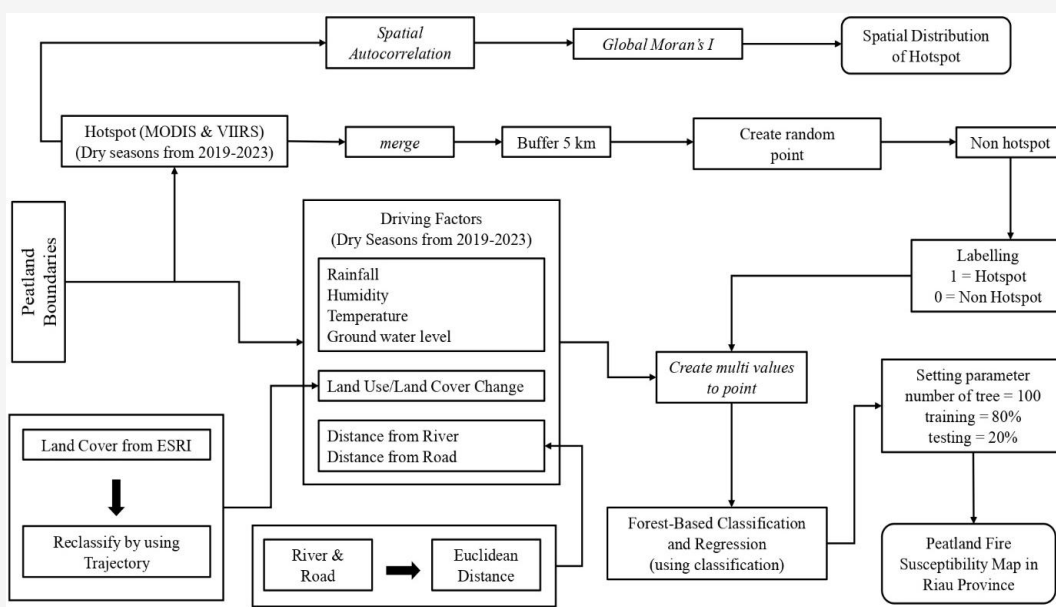 Spatial
Autocorrelation
Global Moran's I
Spatial Distribution
of Hotspot
Hotspot (MODIS & VIIRS)
(Dry seasons from 2019-2023)
merge
Buffer 5 km
Create random
point
Non hotspot
Peatland
Boundaries
Driving Factors
(Dry Seasons from 2019-2023)
Rainfall
Humidity
Temperature
Ground water level
Land Use/Land Cover Change
Distance from River
Distance from Road
Labelling
1 = Hotspot
0 = Non Hotspot
Create multi values
to point
Setting parameter
number of tree = 100
training = 80%
testing = 20%
Land Cover from ESRI
Reclassify by using
Trajectory
River &
Road
Euclidean
Distance
Forest-Based Classification
and Regression
(using classification)
Peatland Fire
Susceptibility Map in
Riau Province